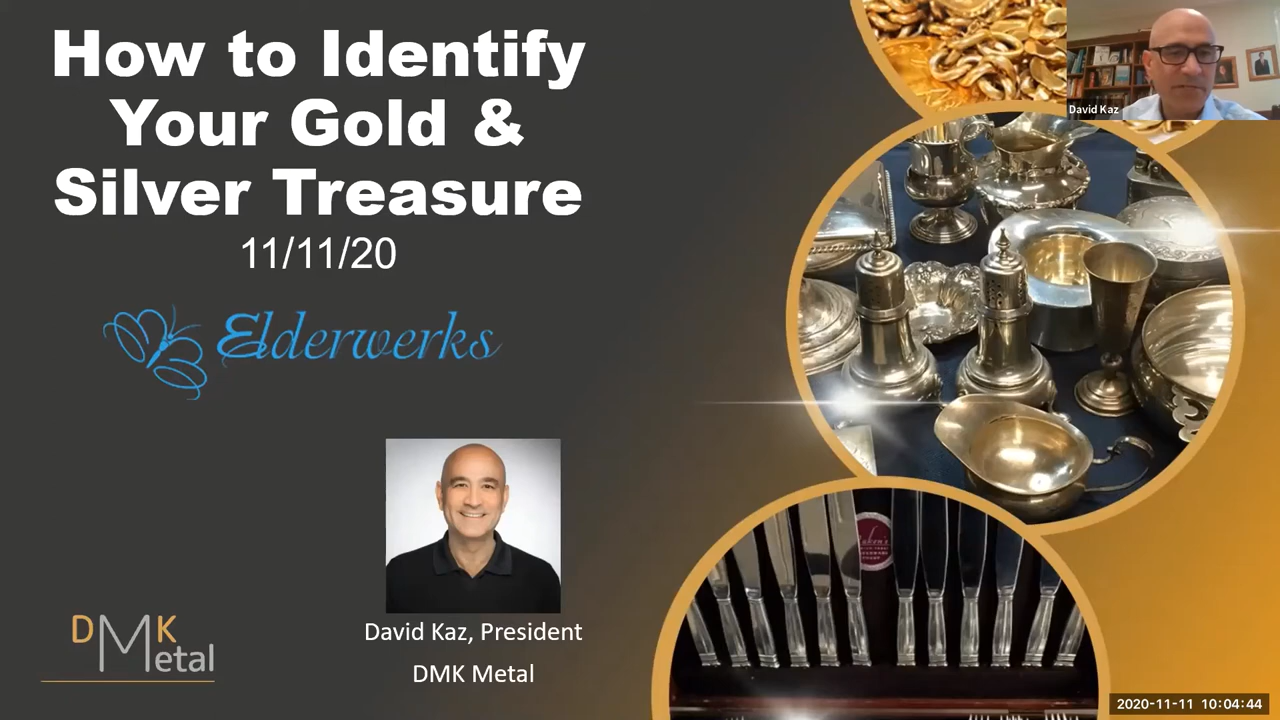 How to Identify
Your Gold &
Silver Treasure
11/11/20
Elderwerks
David Kaz
DMK
etal
David Kaz, President
DMK Metal
2020-11-11 10:04:44